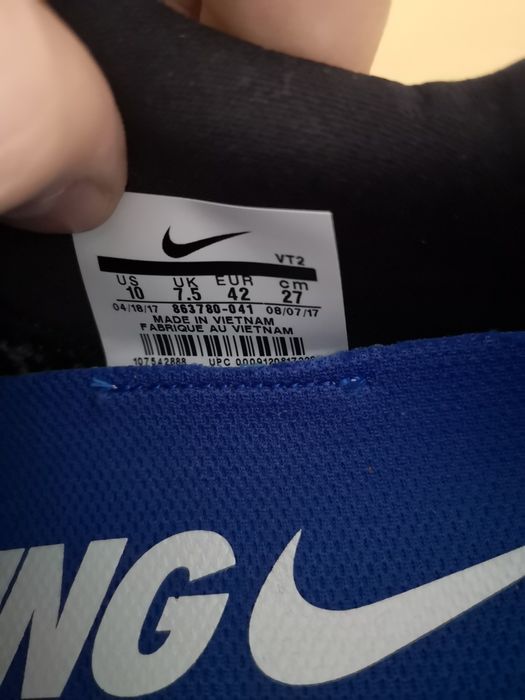 VT2
US UK EUR cm
10 7.5 42 27
04/18/17 863780-041 08/07/17
MADE IN VIETNAM
FABRIQUE AU VIETNAM
107542888 UPC
NG